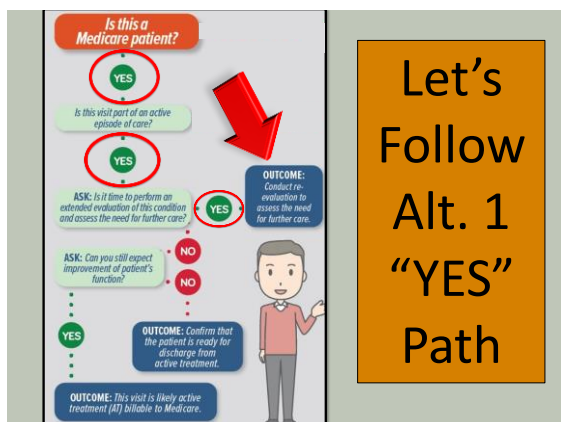 Is this a
Medicare patient?
YES
Is this visit part of an active
episode of care?
YES
ASK: Is it time to perform an
extended evaluation of this condition
and assess the need for further care?
YES
OUTCOME:
Conduct re-
evaluation to
assess the need
for further care.
NO
ASK: Can you still expect
improvement of patient's
function?
NO
YES
OUTCOME: Confirm that
the patient is ready for
discharge from
active treatment.
OUTCOME: This visit is likely active
treatment (AT) billable to Medicare.
Let's
Follow
Alt. 1
“YES”
Path